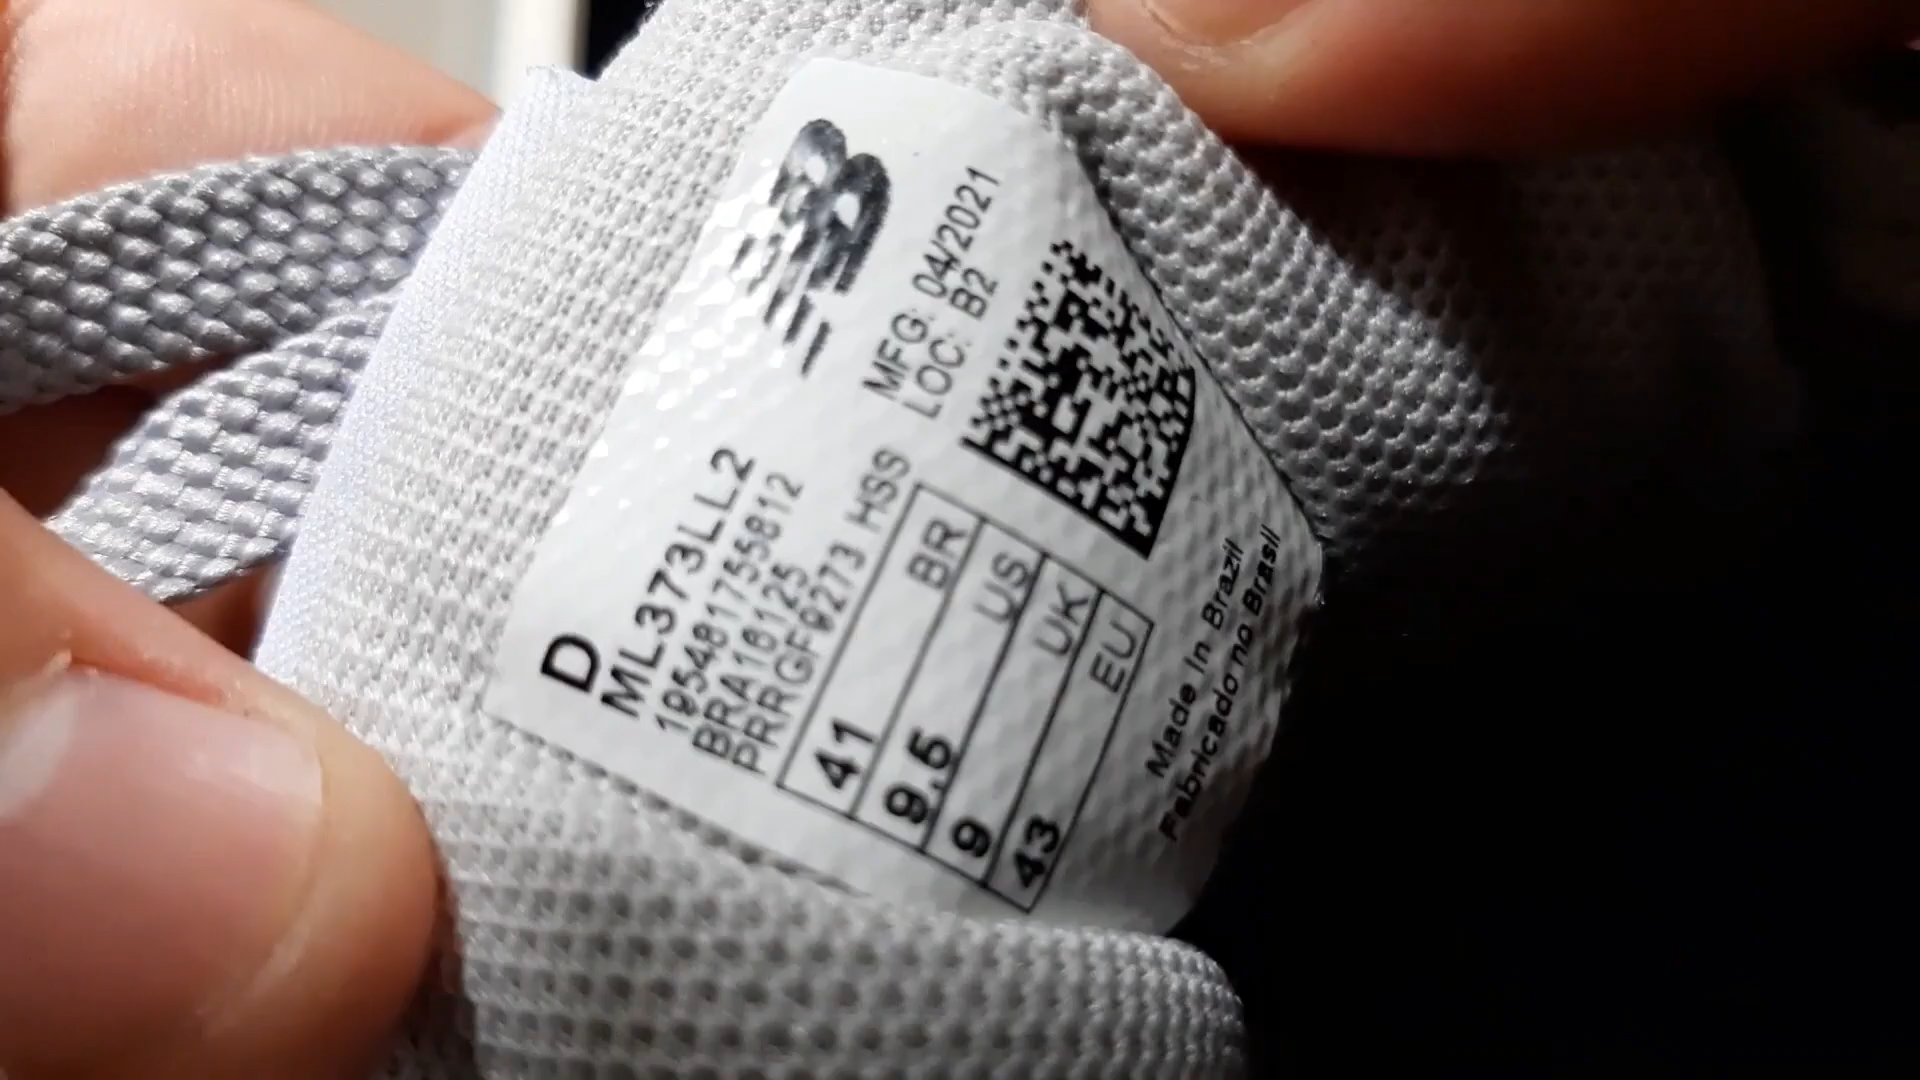 MFG: 04/2021
LOC: B2
D
ML373LL2
195481755812
BRA181125
PRRGF9273 HSS
41 BR
9.5 US
9 UK
43 EU
Made In Brazil
Fabricado no Brasil